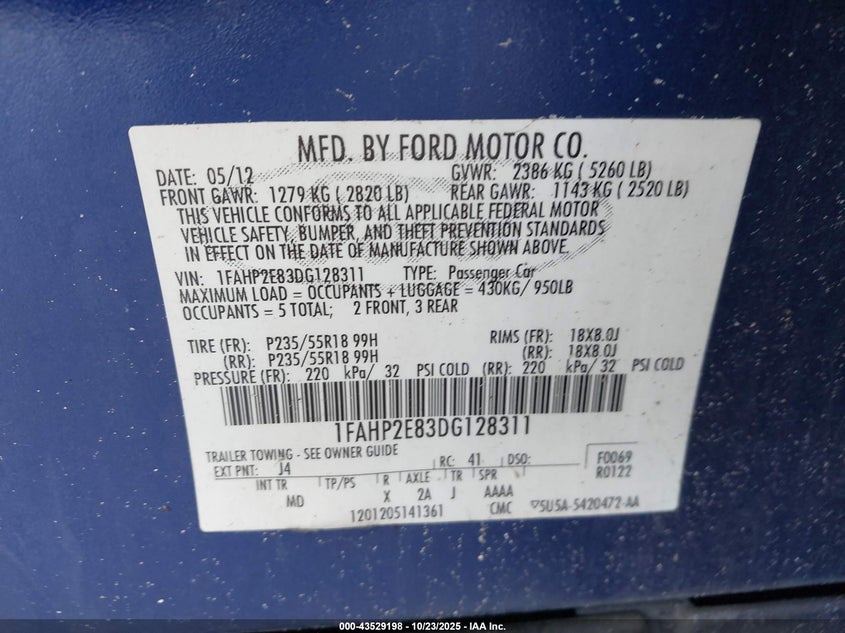 MFD. BY FORD MOTOR CO.
DATE: 05/12 GVWR: 2386 KG ( 5260 LB)
FRONT GAWR: 1279 KG ( 2820 LB) REAR GAWR: 1143 KG ( 2520 LB)
THIS VEHICLE CONFORMS TO ALL APPLICABLE FEDERAL MOTOR
VEHICLE SAFETY, BUMPER, AND THEFT PREVENTION STANDARDS
IN EFFECT ON THE DATE OF MANUFACTURE SHOWN ABOVE.
VIN: 1FAHP2E83DG128311 TYPE: Passenger Car
MAXIMUM LOAD = OCCUPANTS + LUGGAGE = 430KG/ 950LB
OCCUPANTS = 5 TOTAL; 2 FRONT, 3 REAR
TIRE (FR): P235/55R18 99H RIMS (FR): 18X8.0J
(RR): P235/55R18 99H (RR): 18X8.0J
PRESSURE (FR): 220 kPa/ 32 PSI COLD (RR): 220 kPa/ 32 PSI COLD
1FAHP2E83DG128311
TRAILER TOWING - SEE OWNER GUIDE
EXT PNT: J4 RC: 41 DSO: F0069
R0122
INT TR TP/PS R AXLE TR SPR
MD X 2A J AAAA
1201205141361 CMC 5U5A-5420472-AA
000-43529198 - 10/23/2025 - IAA Inc.